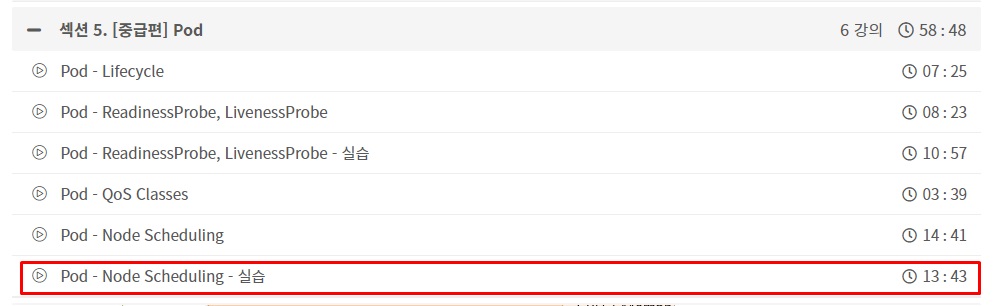 섹션 5. [중급편] Pod 6 강의 58 : 48
Pod - Lifecycle 07 : 25
Pod - ReadinessProbe, LivenessProbe 08 : 23
Pod - ReadinessProbe, LivenessProbe - 실습 10 : 57
Pod - QoS Classes 03 : 39
Pod - Node Scheduling 14 : 41
Pod - Node Scheduling - 실습 13 : 43